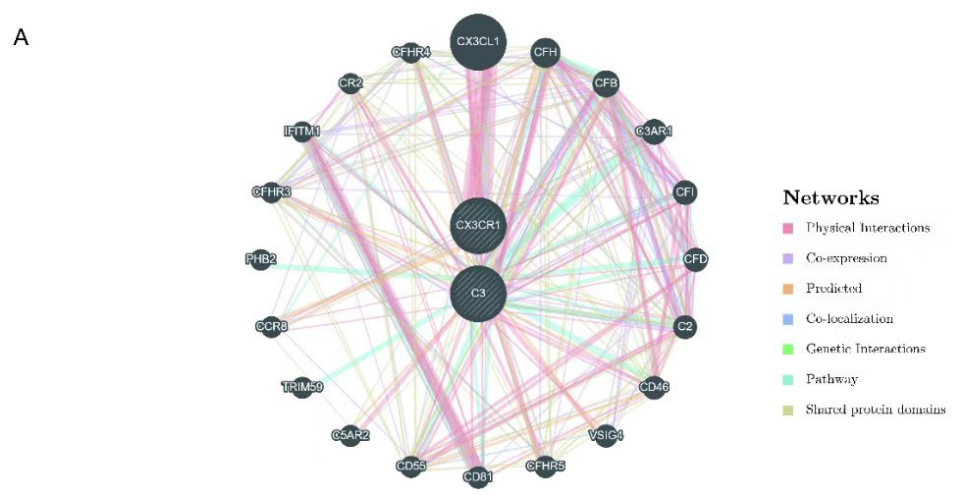 A
CX3CL1
CFH
CFB
C3AR1
CFI
CFD
C2
CD46
VSIG4
CFHR5
CD81
CD55
C5AR2
TRIM59
CCR8
PHB2
CFHR3
IFITM1
CR2
CFHR4
CX3CR1
C3
Networks
Physical Interactions
Co-expression
Predicted
Co-localization
Genetic Interactions
Pathway
Shared protein domains